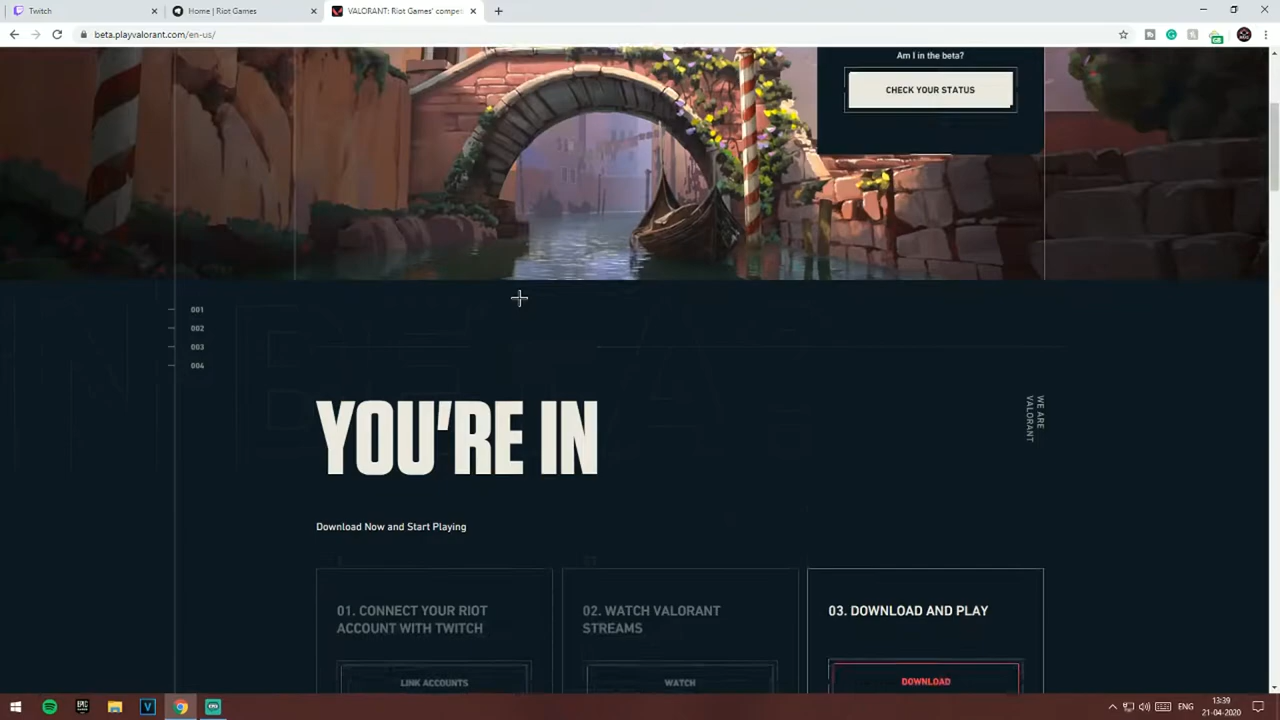 Twitch
Home | Riot Games
VALORANT: Riot Games' compet
beta.playvalorant.com/en-us/
Am I in the beta?
CHECK YOUR STATUS
001
002
003
004
YOU'RE IN
WE ARE
VALORANT
Download Now and Start Playing
01. CONNECT YOUR RIOT
ACCOUNT WITH TWITCH
LINK ACCOUNTS
02. WATCH VALORANT
STREAMS
WATCH
03. DOWNLOAD AND PLAY
DOWNLOAD
EPIC
V
ENG
13:39
21-04-2020